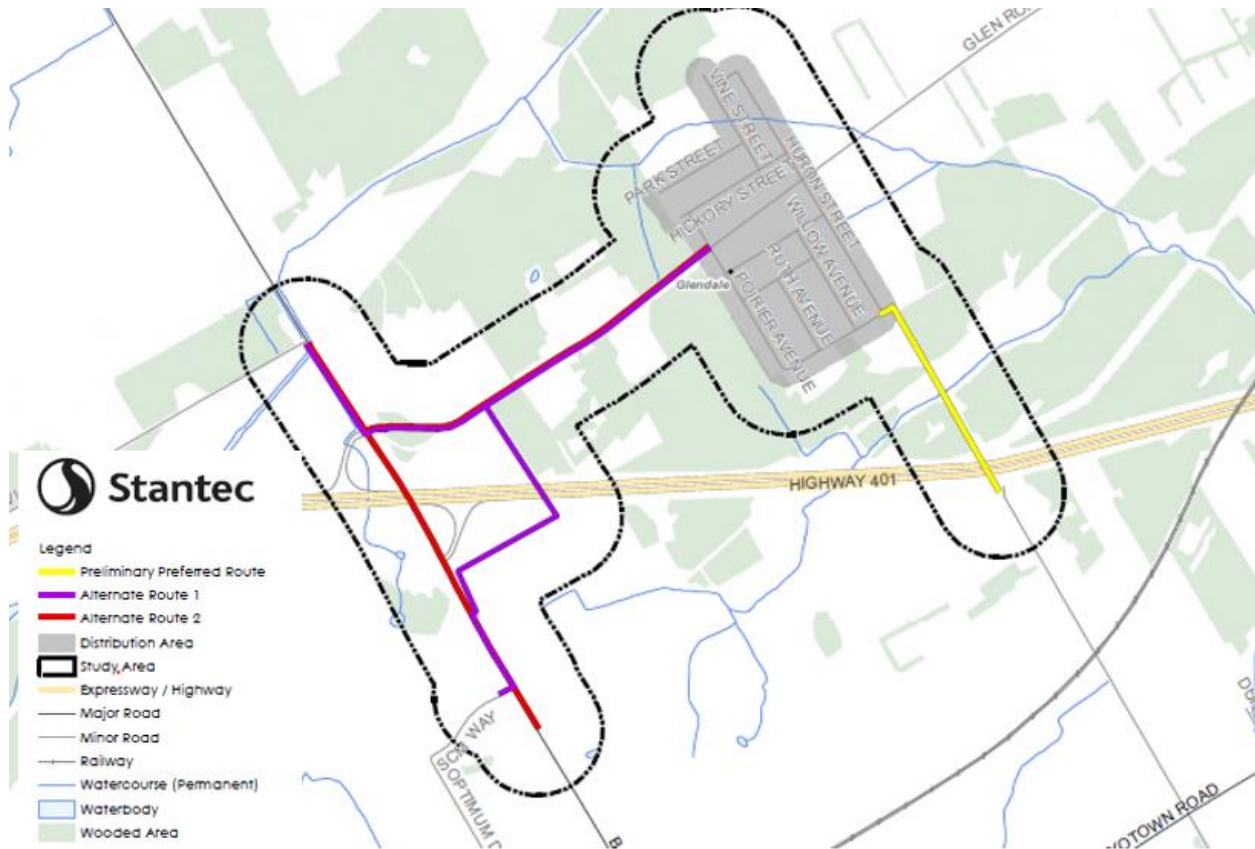 GLEN RO
VINE STREET
HURON STREET
PARK STREET
HICKORY STREET
WILLOW AVENUE
RUTH AVENUE
Glendale
POIRIER AVENUE
HIGHWAY 401
Stantec
Legend
Preliminary Preferred Route
Alternate Route 1
Alternate Route 2
Distribution Area
Study Area
Expressway / Highway
Major Road
Minor Road
Railway
Watercourse (Permanent)
Waterbody
Wooded Area
WAY
OPTIMUM D
B
YOTOWN ROAD